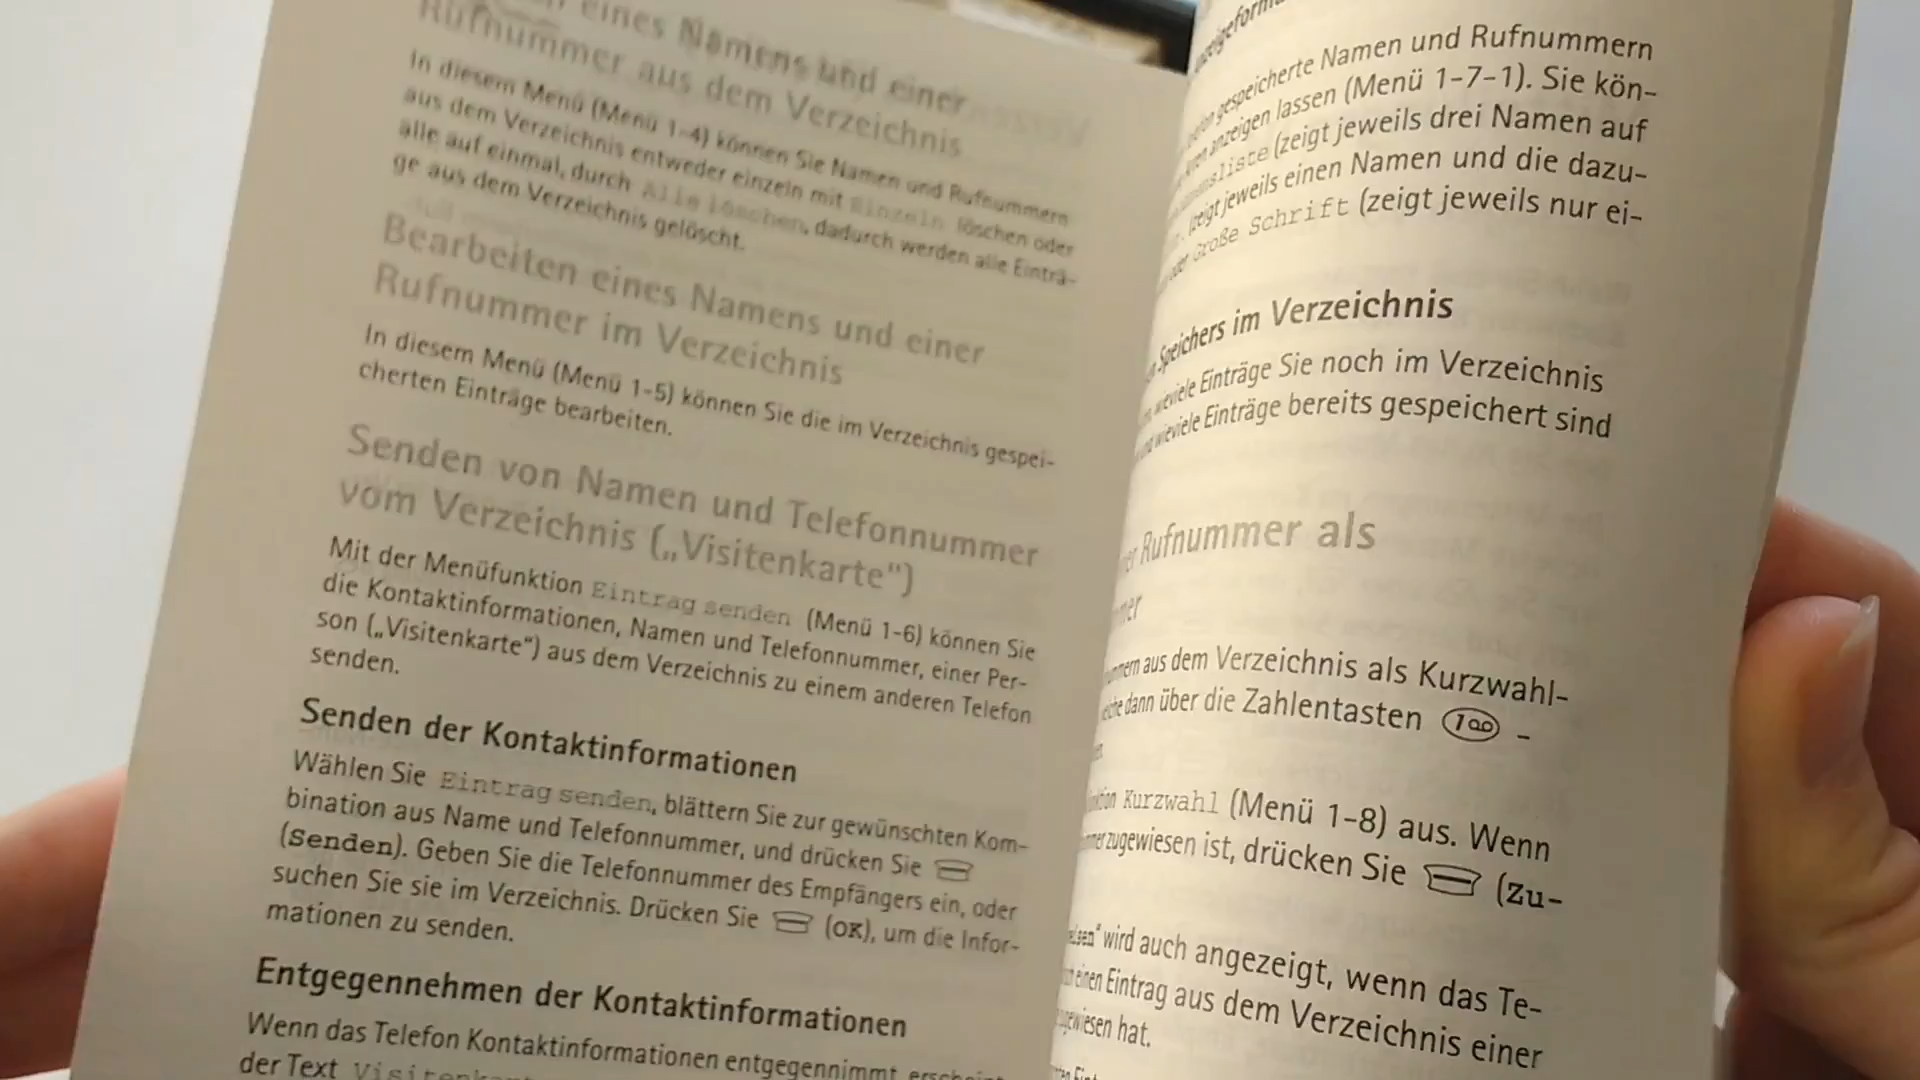 eines Namens und einer
Rufnummer aus dem Verzeichnis
In diesem Menü (Menü 1-4) können Sie Namen und Rufnummern
aus dem Verzeichnis entweder einzeln mit Einzeln löschen oder
alle auf einmal, durch Alle löschen, dadurch werden alle Einträ-
ge aus dem Verzeichnis gelöscht.
Bearbeiten eines Namens und einer
Rufnummer im Verzeichnis
In diesem Menü (Menü 1-5) können Sie die im Verzeichnis gespei-
cherten Einträge bearbeiten.
Senden von Namen und Telefonnummer
vom Verzeichnis („Visitenkarte")
Mit der Menüfunktion Eintrag senden (Menü 1-6) können Sie
die Kontaktinformationen, Namen und Telefonnummer, einer Per-
son („Visitenkarte") aus dem Verzeichnis zu einem anderen Telefon
senden.
Senden der Kontaktinformationen
Wählen Sie Eintrag senden, blättern Sie zur gewünschten Kom-
bination aus Name und Telefonnummer, und drücken Sie
(Senden). Geben Sie die Telefonnummer des Empfängers ein, oder
suchen Sie sie im Verzeichnis. Drücken Sie (OK), um die Infor-
mationen zu senden.
Entgegennehmen der Kontaktinformationen
Wenn das Telefon Kontaktinformationen entgegennimmt, erscheint
der Text
gespeicherte Namen und Rufnummern
anzeigen lassen (Menü 1-7-1). Sie kön-
(zeigt jeweils drei Namen auf
(zeigt jeweils einen Namen und die dazu-
oder Große Schrift (zeigt jeweils nur ei-
Speichers im Verzeichnis
wieviele Einträge Sie noch im Verzeichnis
und wieviele Einträge bereits gespeichert sind
Rufnummer als
aus dem Verzeichnis als Kurzwahl-
dann über die Zahlentasten 1 -
Kurzwahl (Menü 1-8) aus. Wenn
zugewiesen ist, drücken Sie (Zu-
wird auch angezeigt, wenn das Te-
einen Eintrag aus dem Verzeichnis einer
zugewiesen hat.